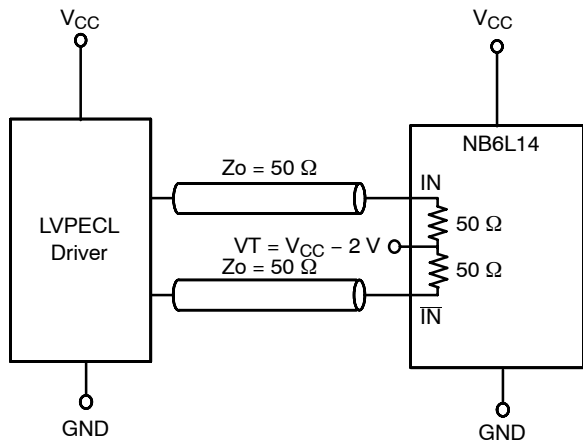 VCC
VCC
NB6L14
Zo = 50 Ω
IN
LVPECL
Driver
50 Ω
VT = VCC − 2 V
Zo = 50 Ω
50 Ω
IN
GND
GND